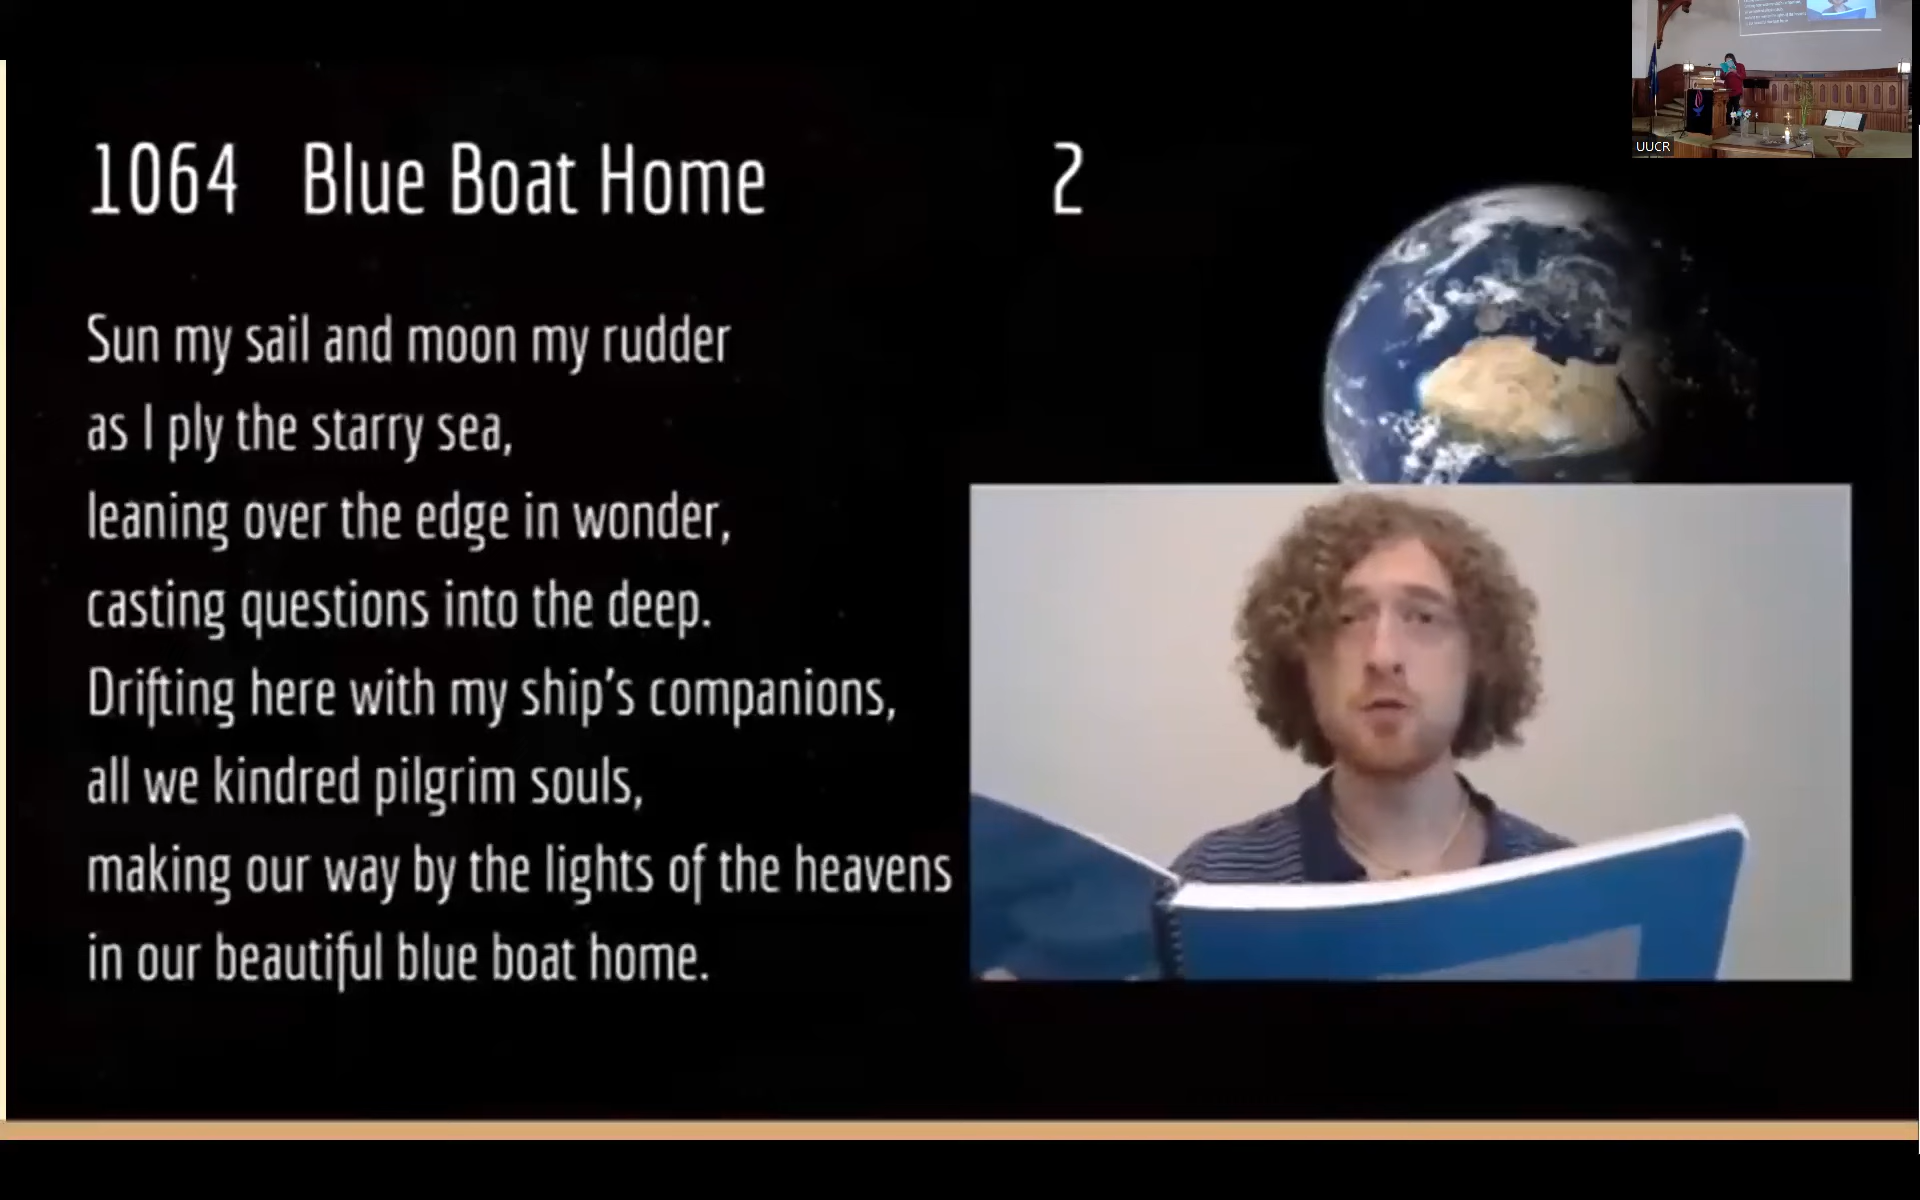 1064 Blue Boat Home 2
Sun my sail and moon my rudder
as I ply the starry sea,
leaning over the edge in wonder,
casting questions into the deep.
Drifting here with my ship's companions,
all we kindred pilgrim souls,
making our way by the lights of the heavens
in our beautiful blue boat home.
UUCR